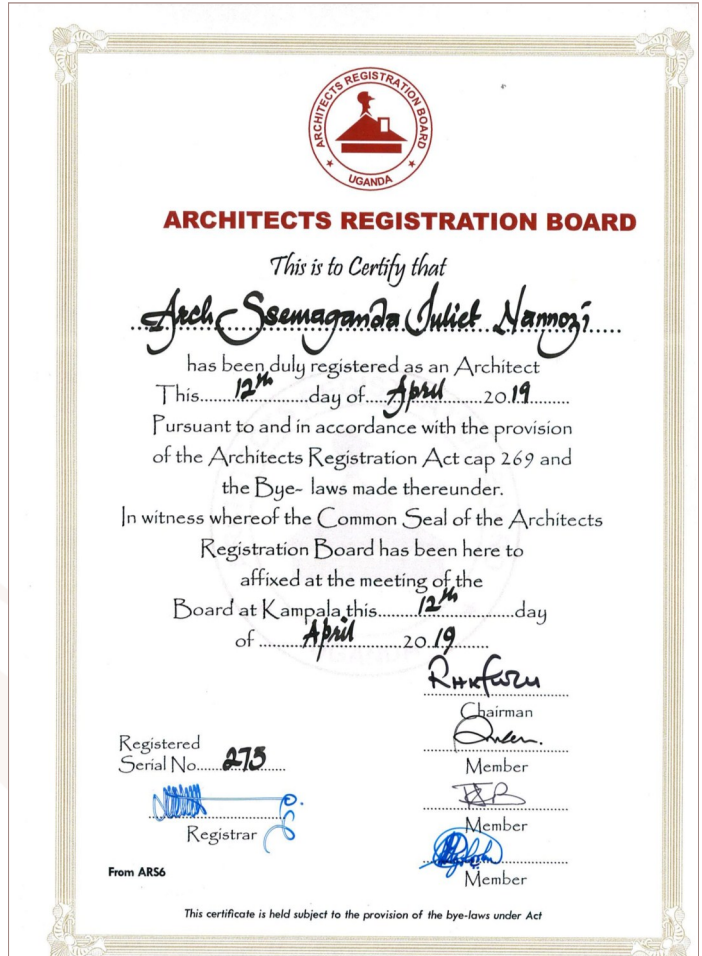 ARCHITECTS REGISTRATION BOARD
UGANDA
ARCHITECTS REGISTRATION BOARD
This is to Certify that
Arch Ssemaganda Juliet Nannozi
has been duly registered as an Architect
This 12th day of April 2019
Pursuant to and in accordance with the provision
of the Architects Registration Act cap 269 and
the Bye- laws made thereunder.
In witness whereof the Common Seal of the Architects
Registration Board has been here to
affixed at the meeting of the
Board at Kampala this 12th day
of April 2019
Chairman
Registered
Serial No. 275
Member
Member
Registrar
Member
From ARS6
This certificate is held subject to the provision of the bye-laws under Act